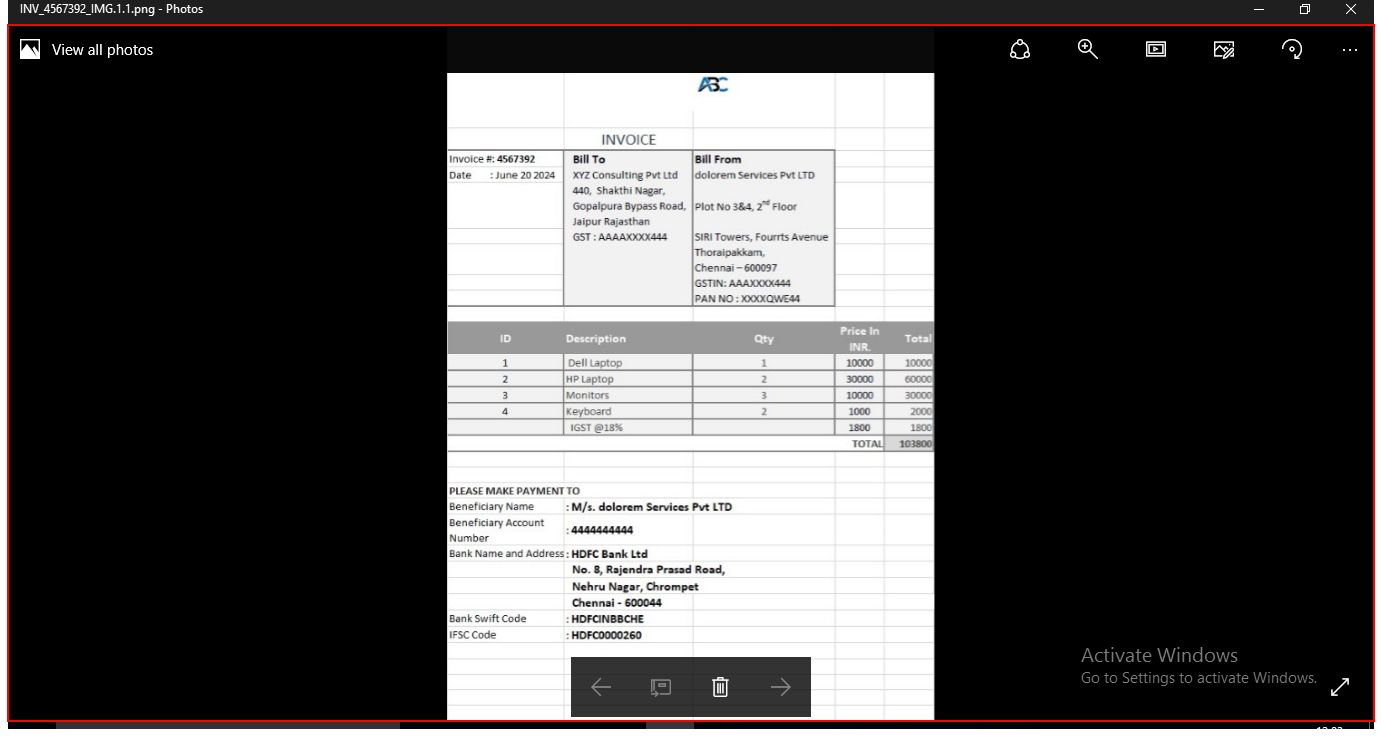 INV_4567392_IMG.1.1.png - Photos
View all photos
ABC
INVOICE
Invoice #: 4567392
Date : June 20 2024
Bill To
XYZ Consulting Pvt Ltd
440, Shakthi Nagar,
Gopalpura Bypass Road,
Jaipur Rajasthan
GST : AAAAXXXX444
Bill From
dolorem Services Pvt LTD
Plot No 3&4, 2nd Floor
SIRI Towers, Fourrts Avenue
Thoraipakkam,
Chennai – 600097
GSTIN: AAAXXXX444
PAN NO : XXXXQWE44
ID Description Qty Price In INR. Total
1 Dell Laptop 1 10000 10000
2 HP Laptop 2 30000 60000
3 Monitors 3 10000 30000
4 Keyboard 2 1000 2000
IGST @18% 1800 1800
TOTAL 103800
PLEASE MAKE PAYMENT TO
Beneficiary Name : M/s. dolorem Services Pvt LTD
Beneficiary Account Number : 4444444444
Bank Name and Address : HDFC Bank Ltd
No. 8, Rajendra Prasad Road,
Nehru Nagar, Chrompet
Chennai - 600044
Bank Swift Code : HDFCINBBCHE
IFSC Code : HDFC0000260
Activate Windows
Go to Settings to activate Windows.